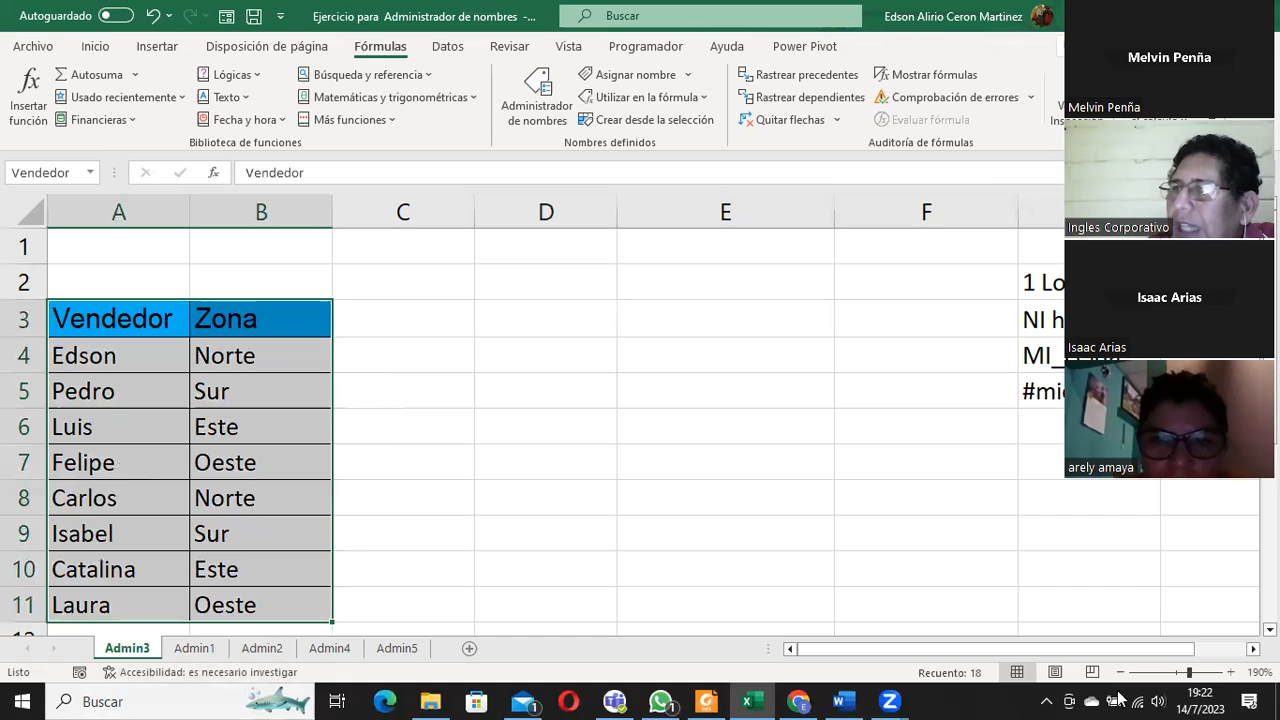 Autoguardado
Ejercicio para Administrador de nombres -...
Buscar
Edson Alirio Ceron Martinez
Archivo Inicio Insertar Disposición de página Fórmulas Datos Revisar Vista Programador Ayuda Power Pivot
Insertar función
Autosuma
Usado recientemente
Financieras
Lógicas
Texto
Fecha y hora
Búsqueda y referencia
Matemáticas y trigonométricas
Más funciones
Biblioteca de funciones
Administrador de nombres
Asignar nombre
Utilizar en la fórmula
Crear desde la selección
Nombres definidos
Rastrear precedentes
Rastrear dependientes
Quitar flechas
Mostrar fórmulas
Comprobación de errores
Evaluar fórmula
Auditoría de fórmulas
Melvin Penña
Melvin Penña
Ingles Corporativo
Isaac Arias
Isaac Arias
arely amaya
Vendedor fx Vendedor
A B C D E F
1
2 1 Lo
3 Vendedor Zona NI h
4 Edson Norte
5 Pedro Sur
6 Luis Este
7 Felipe Oeste
8 Carlos Norte
9 Isabel Sur
10 Catalina Este
11 Laura Oeste
Admin3 Admin1 Admin2 Admin4 Admin5
Listo Accesibilidad: es necesario investigar Recuento: 18 190%
Buscar
19:22
14/7/2023